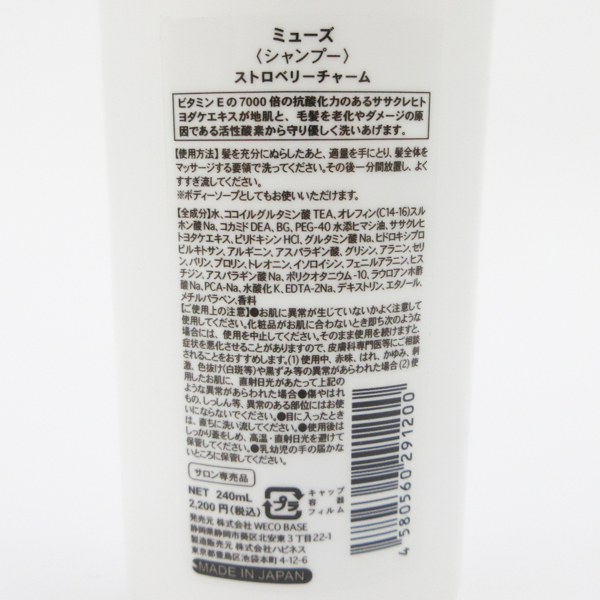 ミューズ
〈シャンプー〉
ストロベリーチャーム
ビタミンEの7000倍の抗酸化力のあるササクレヒト
ヨダケエキスが地肌と、毛髪を老化やダメージの原
因である活性酸素から守り優しく洗いあげます。
【使用方法】髪を充分にぬらしたあと、適量を手にとり、髪全体を
マッサージする要領で洗ってください。その後一分間放置し、よく
すすぎ流してください。
※ボディーソープとしてもお使いいただけます。
【全成分】水、ココイルグルタミン酸TEA、オレフィン(C14-16)スル
ホン酸Na、コカミドDEA、BG、PEG-40水添ヒマシ油、ササクレヒ
トヨタケエキス、ピリドキシンHCl、グルタミン酸Na、ヒドロキシプロ
ピルキトサン、アルギニン、アスパラギン酸、グリシン、アラニン、セリ
ン、バリン、プロリン、トレオニン、イソロイシン、フェニルアラニン、ヒス
チジン、アスパラギン酸Na、ポリクオタニウム-10、ラウロアンホ酢
酸Na、PCA-Na、水酸化K、EDTA-2Na、デキストリン、エタノール、
メチルパラベン、香料
【ご使用上の注意】●お肌に異常が生じていないかよく注意して
使用してください。化粧品がお肌に合わないとき即ち次のような
場合には、使用を中止してください。そのまま使用を続けますと、
症状を悪化させることがありますので、皮膚科専門医等にご相談
されることをおすすめします。(1)使用中、赤味、はれ、かゆみ、刺
激、色抜け(白斑等)や黒ずみ等の異常があらわれた場合(2)使
用したお肌に、直射日光があたって上記の
ような異常があらわれた場合●傷やはれ
もの、しっしん等、異常のある部位にはお使
いにならないでください。●目に入ったとき
は、直ちに洗い流してください。●使用後は
しっかり蓋をしめ、高温・直射日光を避けて
保管してください。●乳幼児の手の届かな
いところに保管してください。
サロン専売品
NET 240mL
2,200円(税込)
プラ
キャップ
容器
フィルム
発売元 株式会社 WECO BASE
静岡県静岡市葵区北安東3丁目22-1
製造販売元 株式会社ハピネス
東京都豊島区池袋本町4-12-6
MADE IN JAPAN
4580560291200